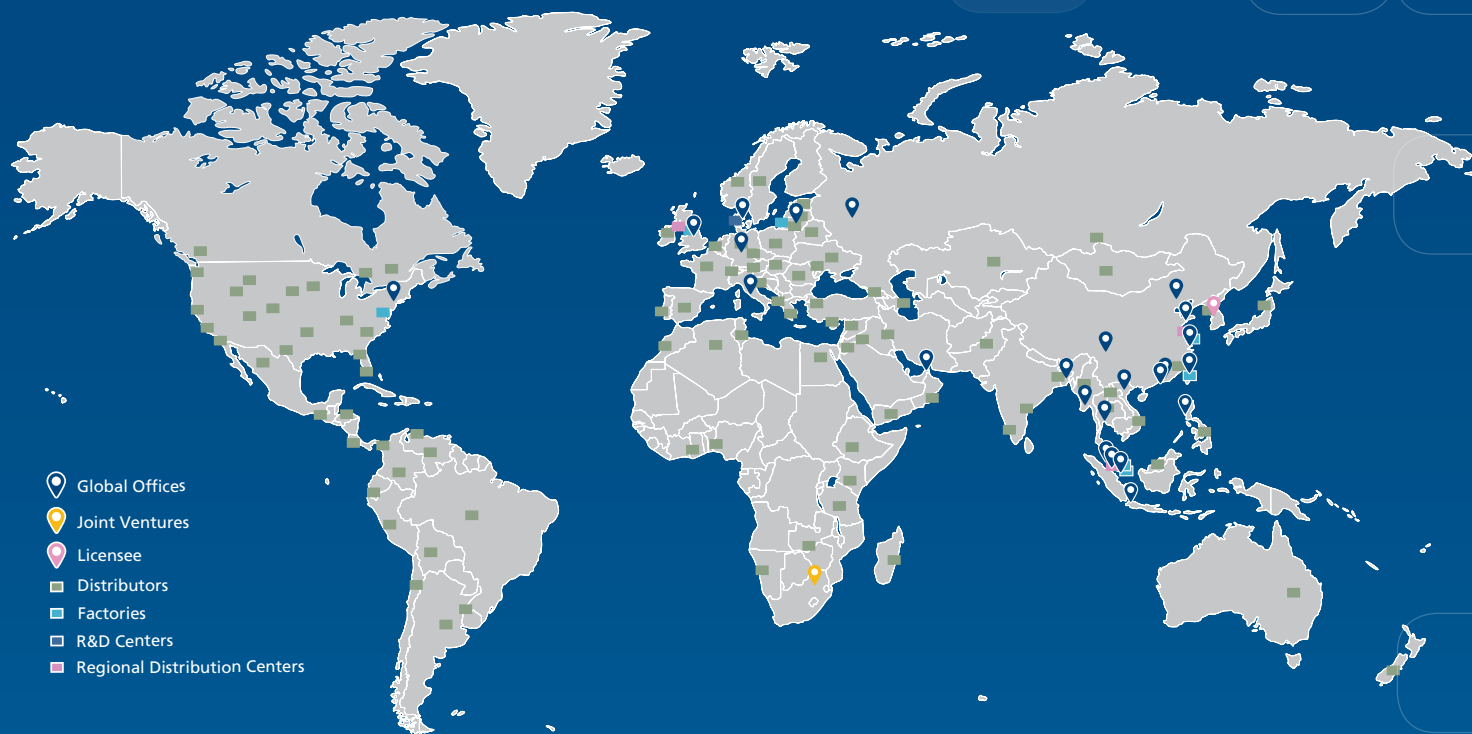 Global Offices
Joint Ventures
Licensee
Distributors
Factories
R&D Centers
Regional Distribution Centers